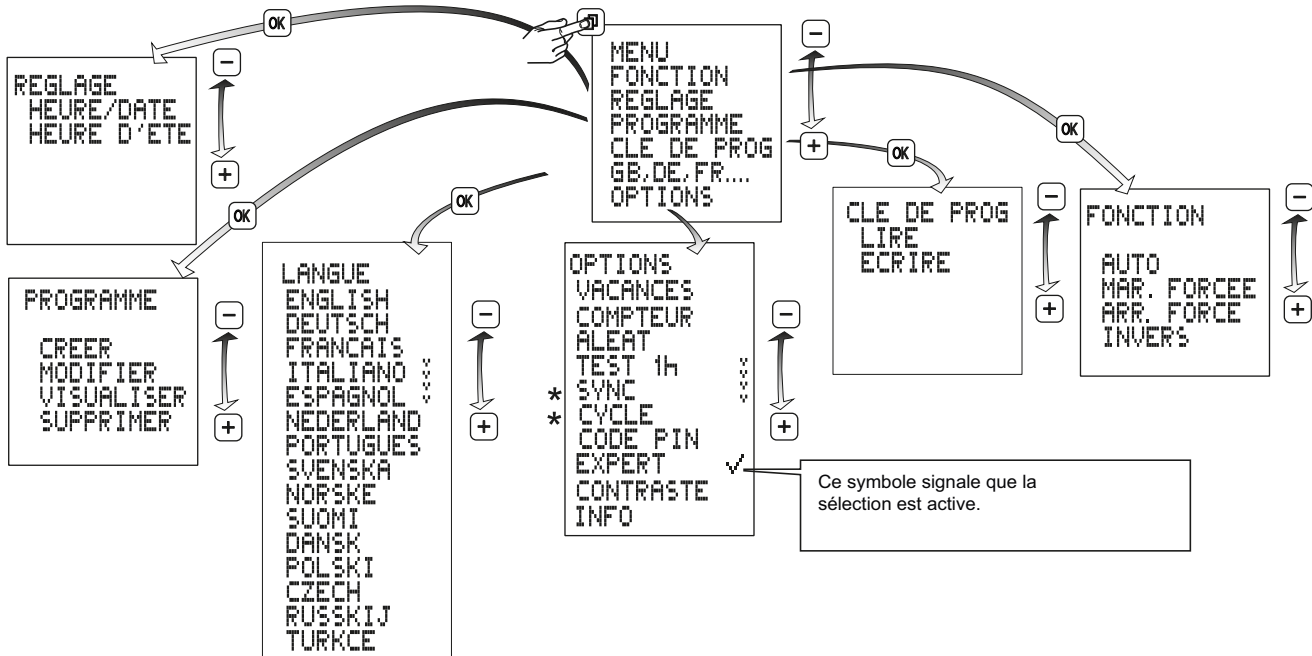 OK
MENU
FONCTION
REGLAGE
PROGRAMME
CLE DE PROG
GB,DE,FR....
OPTIONS
−
+
OK
REGLAGE
HEURE/DATE
HEURE D'ETE
−
+
OK
PROGRAMME
CREER
MODIFIER
VISUALISER
SUPPRIMER
−
+
OK
LANGUE
ENGLISH
DEUTSCH
FRANCAIS
ITALIANO
ESPAGNOL
NEDERLAND
PORTUGUES
SVENSKA
NORSKE
SUOMI
DANSK
POLSKI
CZECH
RUSSKIJ
TURKCE
−
+
OPTIONS
VACANCES
COMPTEUR
ALEAT
TEST 1h
* SYNC
* CYCLE
CODE PIN
EXPERT ✓
CONTRASTE
INFO
−
+
Ce symbole signale que la
sélection est active.
OK
CLE DE PROG
LIRE
ECRIRE
−
+
FONCTION
AUTO
MAR. FORCEE
ARR. FORCE
INVERS
−
+